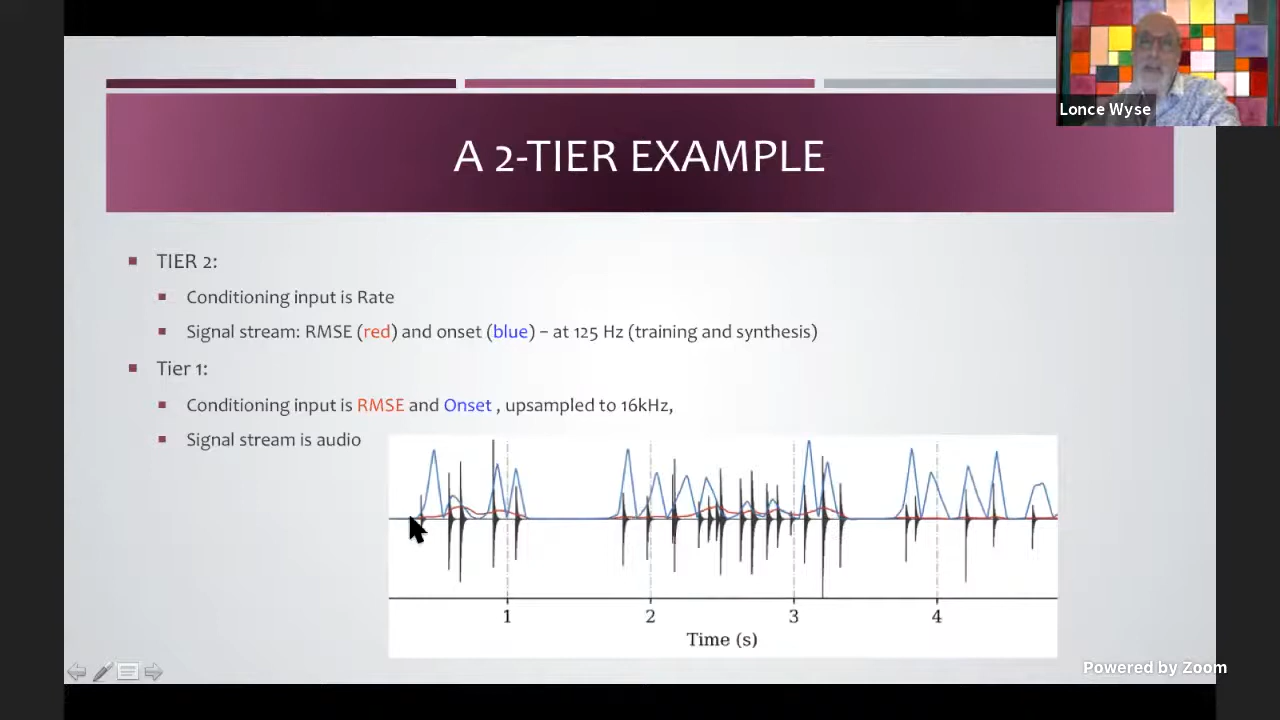 Lonce Wyse
A 2-TIER EXAMPLE
TIER 2:
Conditioning input is Rate
Signal stream: RMSE (red) and onset (blue) – at 125 Hz (training and synthesis)
Tier 1:
Conditioning input is RMSE and Onset , upsampled to 16kHz,
Signal stream is audio
1 2 3 4
Time (s)
Powered by Zoom